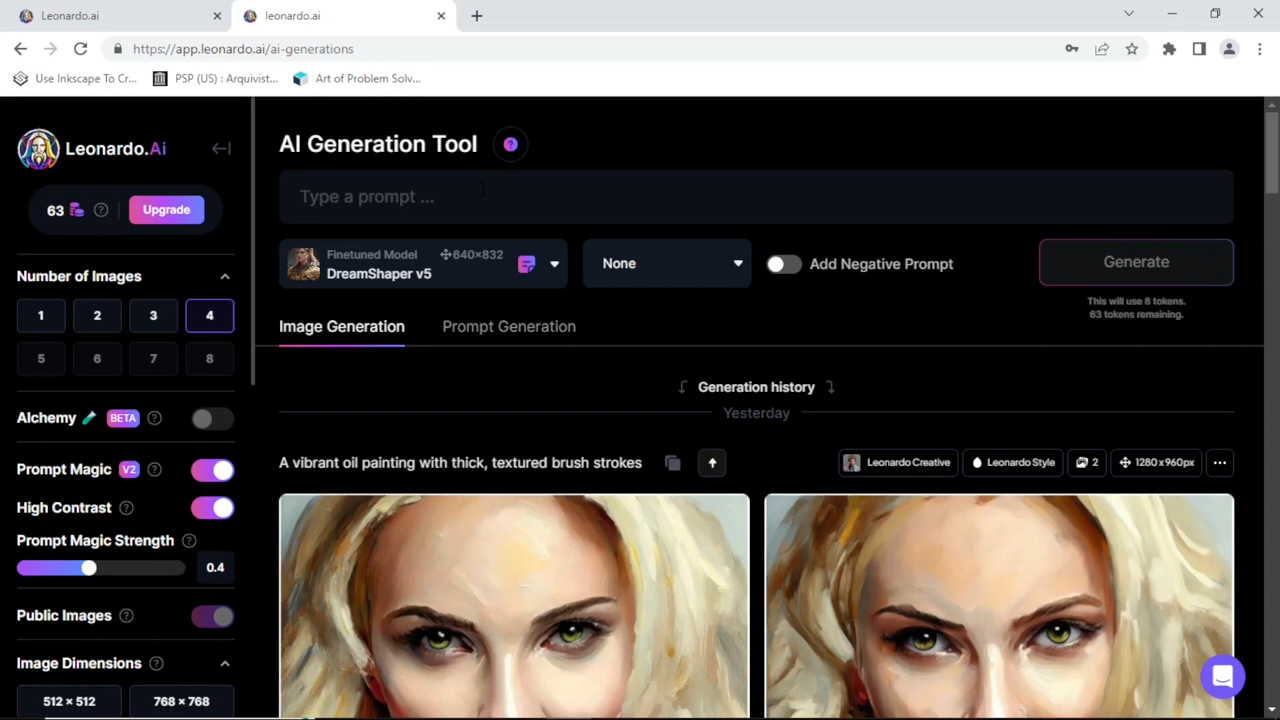 Leonardo.ai
leonardo.ai
https://app.leonardo.ai/ai-generations
Use Inkscape To Cr...
PSP (US) : Arquivist...
Art of Problem Solv...
Leonardo.Ai
63
Upgrade
Number of Images
1 2 3 4
5 6 7 8
Alchemy BETA
Prompt Magic V2
High Contrast
Prompt Magic Strength
0.4
Public Images
Image Dimensions
512 × 512
768 × 768
AI Generation Tool
Type a prompt ...
Finetuned Model
640×832
DreamShaper v5
None
Add Negative Prompt
Generate
This will use 8 tokens.
63 tokens remaining.
Image Generation
Prompt Generation
Generation history
Yesterday
A vibrant oil painting with thick, textured brush strokes
Leonardo Creative
Leonardo Style
2
1280x960px